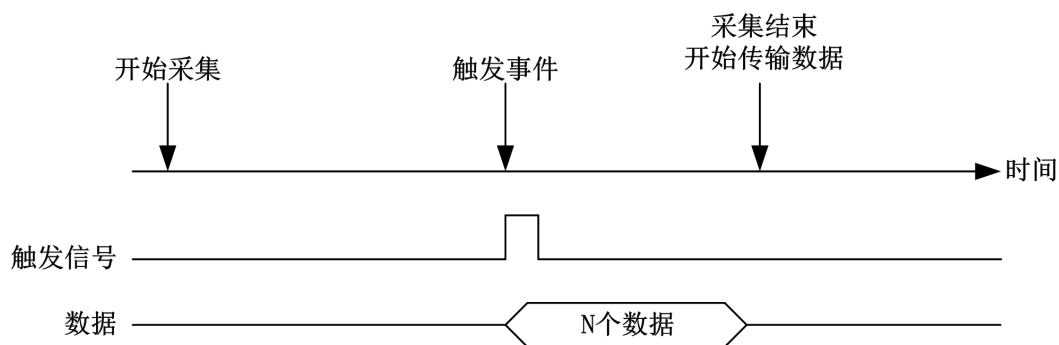 采集结束
开始传输数据
开始采集
触发事件
时间
触发信号
数据
N个数据